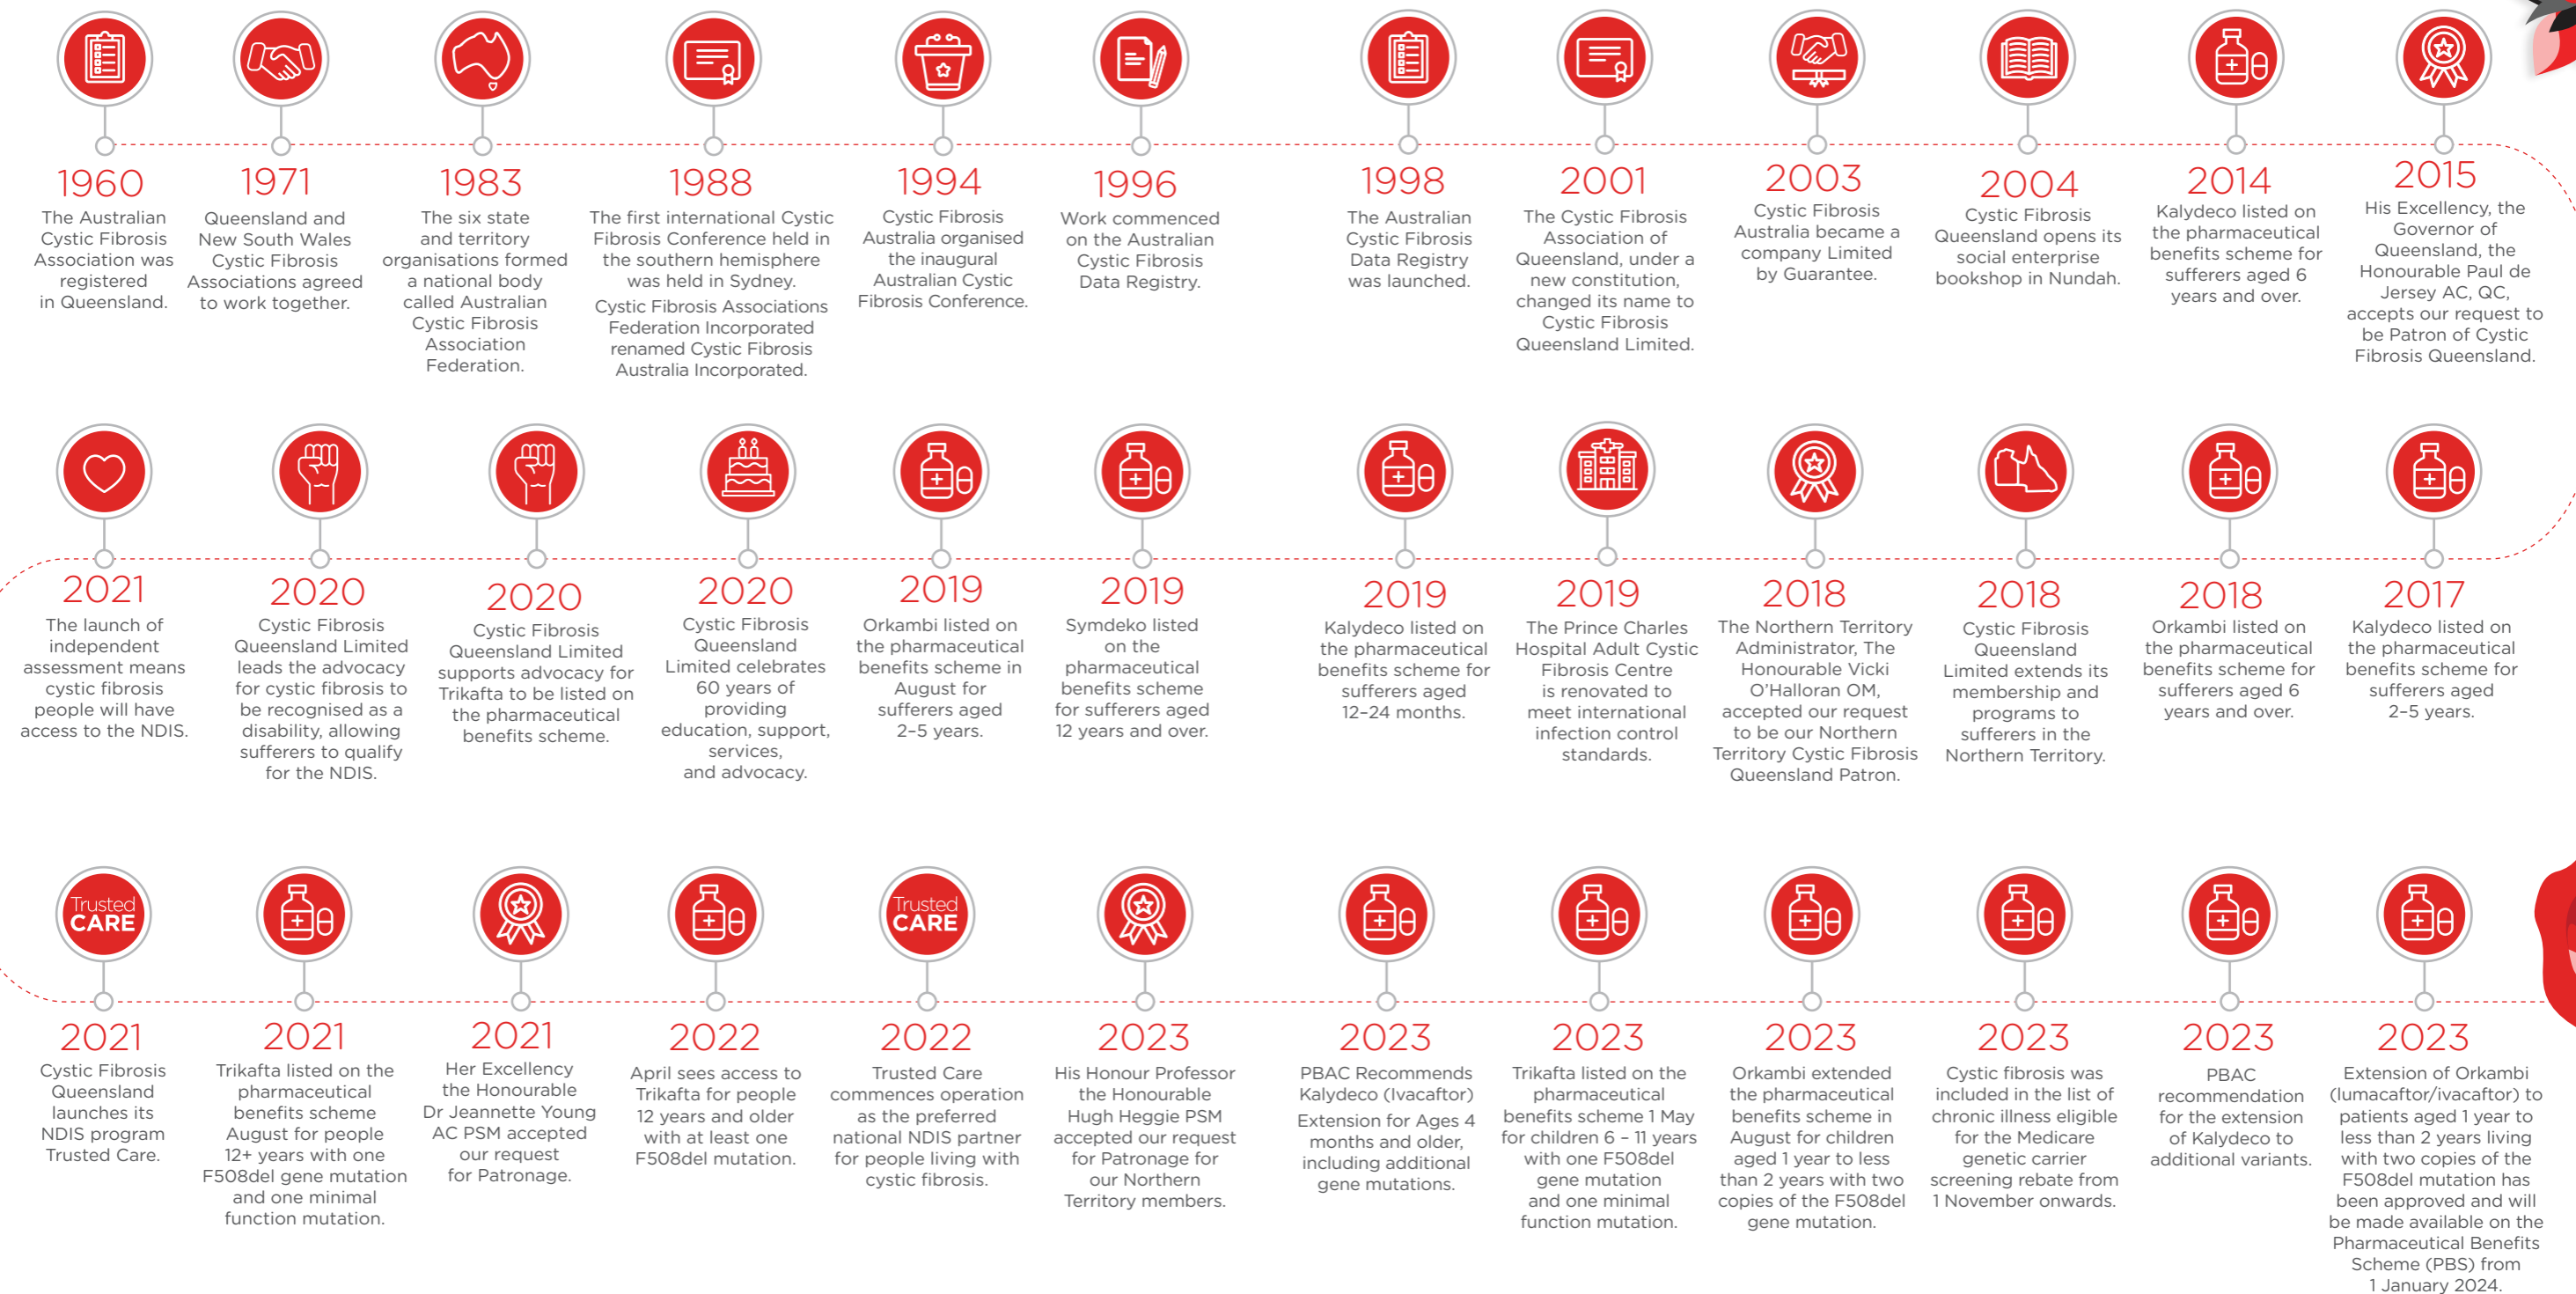 1960
The Australian
Cystic Fibrosis
Association was
registered
in Queensland.
1971
Queensland and
New South Wales
Cystic Fibrosis
Associations agreed
to work together.
1983
The six state
and territory
organisations formed
a national body
called Australian
Cystic Fibrosis
Association
Federation.
1988
The first international Cystic
Fibrosis Conference held in
the southern hemisphere
was held in Sydney.
Cystic Fibrosis Associations
Federation Incorporated
renamed Cystic Fibrosis
Australia Incorporated.
1994
Cystic Fibrosis
Australia organised
the inaugural
Australian Cystic
Fibrosis Conference.
1996
Work commenced
on the Australian
Cystic Fibrosis
Data Registry.
1998
The Australian
Cystic Fibrosis
Data Registry
was launched.
2001
The Cystic Fibrosis
Association of
Queensland, under a
new constitution,
changed its name to
Cystic Fibrosis
Queensland Limited.
2003
Cystic Fibrosis
Australia became a
company Limited
by Guarantee.
2004
Cystic Fibrosis
Queensland opens its
social enterprise
bookshop in Nundah.
2014
Kalydeco listed on
the pharmaceutical
benefits scheme for
sufferers aged 6
years and over.
2015
His Excellency, the
Governor of
Queensland, the
Honourable Paul de
Jersey AC, QC,
accepts our request to
be Patron of Cystic
Fibrosis Queensland.
2017
Kalydeco listed on
the pharmaceutical
benefits scheme for
sufferers aged
2–5 years.
2018
Orkambi listed on
the pharmaceutical
benefits scheme for
sufferers aged 6
years and over.
2018
Cystic Fibrosis
Queensland
Limited extends its
membership and
programs to
sufferers in the
Northern Territory.
2018
The Northern Territory
Administrator, The
Honourable Vicki
O'Halloran OM,
accepted our request
to be our Northern
Territory Cystic Fibrosis
Queensland Patron.
2019
The Prince Charles
Hospital Adult Cystic
Fibrosis Centre
is renovated to
meet international
infection control
standards.
2019
Kalydeco listed on
the pharmaceutical
benefits scheme for
sufferers aged
12–24 months.
2019
Symdeko listed
on the
pharmaceutical
benefits scheme
for sufferers aged
12 years and over.
2019
Orkambi listed on
the pharmaceutical
benefits scheme in
August for
sufferers aged
2–5 years.
2020
Cystic Fibrosis
Queensland
Limited celebrates
60 years of
providing
education, support,
services,
and advocacy.
2020
Cystic Fibrosis
Queensland Limited
supports advocacy for
Trikafta to be listed on
the pharmaceutical
benefits scheme.
2020
Cystic Fibrosis
Queensland Limited
leads the advocacy
for cystic fibrosis to
be recognised as a
disability, allowing
sufferers to qualify
for the NDIS.
2021
The launch of
independent
assessment means
cystic fibrosis
people will have
access to the NDIS.
Trusted
CARE
2021
Cystic Fibrosis
Queensland
launches its
NDIS program
Trusted Care.
2021
Trikafta listed on the
pharmaceutical
benefits scheme
August for people
12+ years with one
F508del gene mutation
and one minimal
function mutation.
2021
Her Excellency
the Honourable
Dr Jeannette Young
AC PSM accepted
our request
for Patronage.
2022
April sees access to
Trikafta for people
12 years and older
with at least one
F508del mutation.
Trusted
CARE
2022
Trusted Care
commences operation
as the preferred
national NDIS partner
for people living with
cystic fibrosis.
2023
His Honour Professor
the Honourable
Hugh Heggie PSM
accepted our request
for Patronage for
our Northern
Territory members.
2023
PBAC Recommends
Kalydeco (Ivacaftor)
Extension for Ages 4
months and older,
including additional
gene mutations.
2023
Trikafta listed on the
pharmaceutical
benefits scheme 1 May
for children 6 – 11 years
with one F508del
gene mutation
and one minimal
function mutation.
2023
Orkambi extended
the pharmaceutical
benefits scheme in
August for children
aged 1 year to less
than 2 years with two
copies of the F508del
gene mutation.
2023
Cystic fibrosis was
included in the list of
chronic illness eligible
for the Medicare
genetic carrier
screening rebate from
1 November onwards.
2023
PBAC
recommendation
for the extension
of Kalydeco to
additional variants.
2023
Extension of Orkambi
(lumacaftor/ivacaftor) to
patients aged 1 year to
less than 2 years living
with two copies of the
F508del mutation has
been approved and will
be made available on the
Pharmaceutical Benefits
Scheme (PBS) from
1 January 2024.